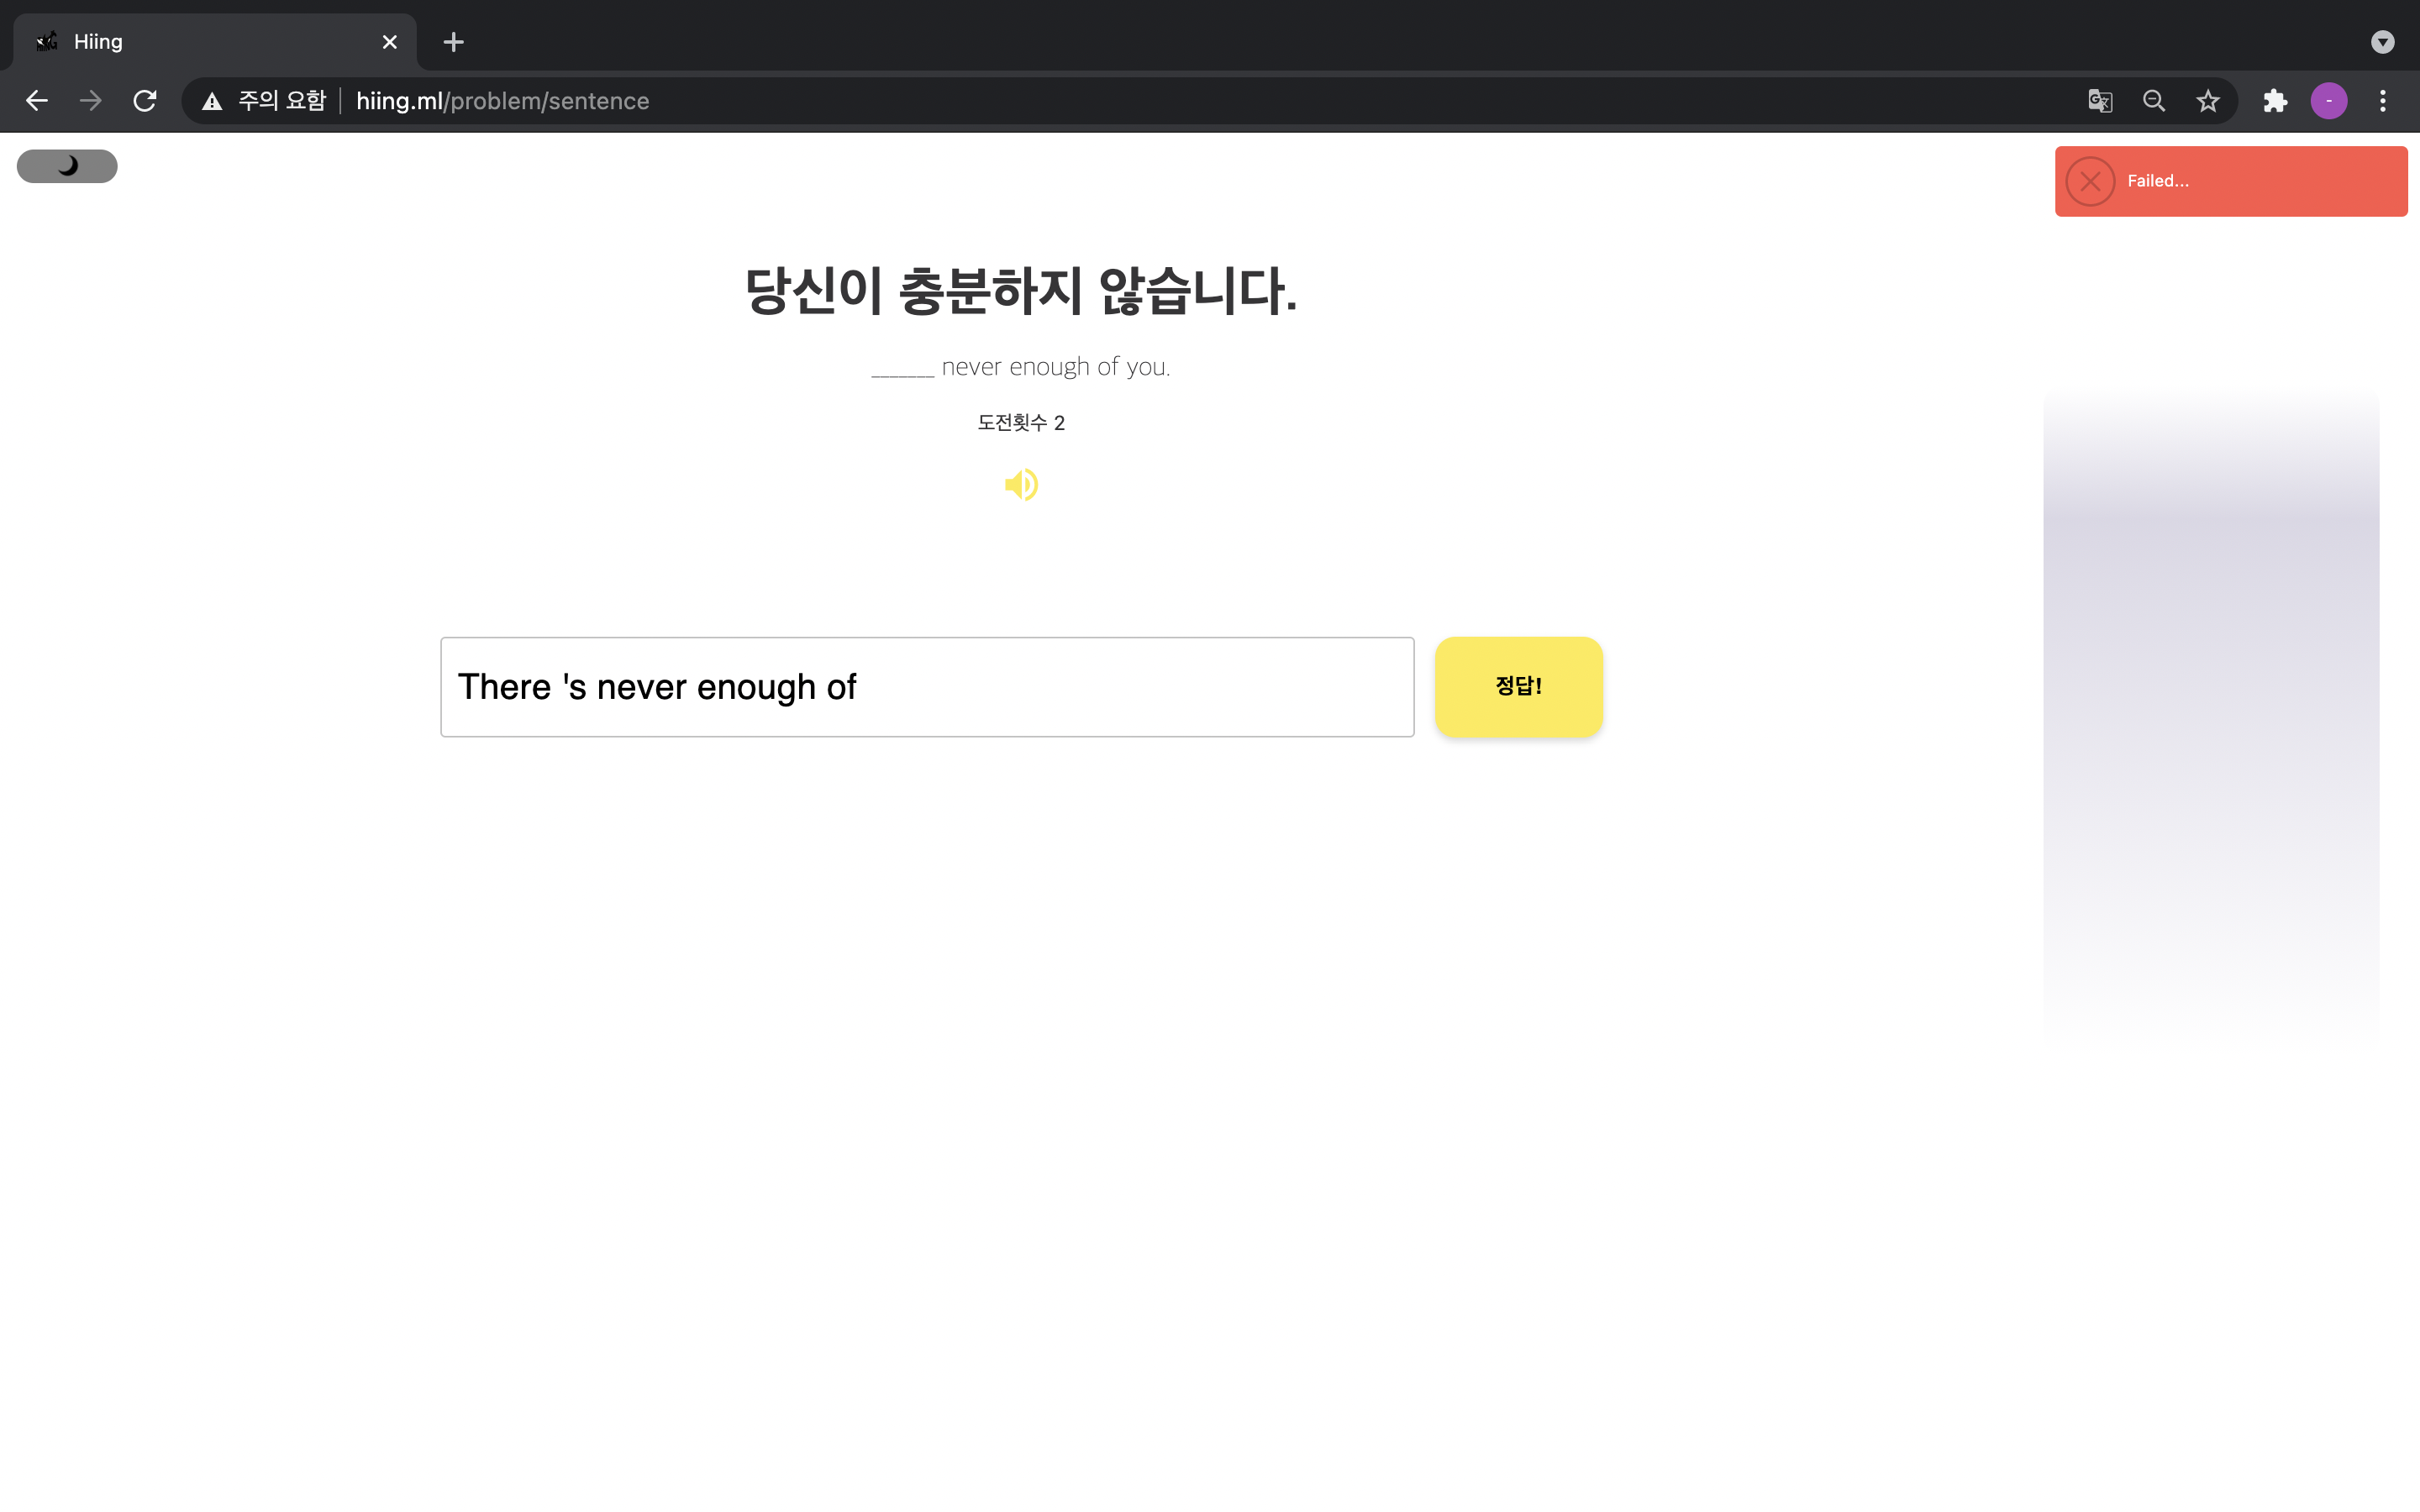 Hiing
주의 요함 hiing.ml/problem/sentence
Failed...
당신이 충분하지 않습니다.
_______ never enough of you.
도전횟수 2
There 's never enough of
정답!